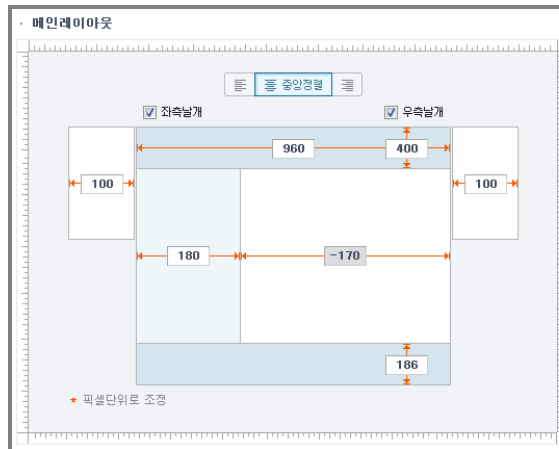 · 메인레이아웃
중앙정렬
좌측날개 우측날개
960 400
100 100
180 -170
186
* 픽셀단위로 조정